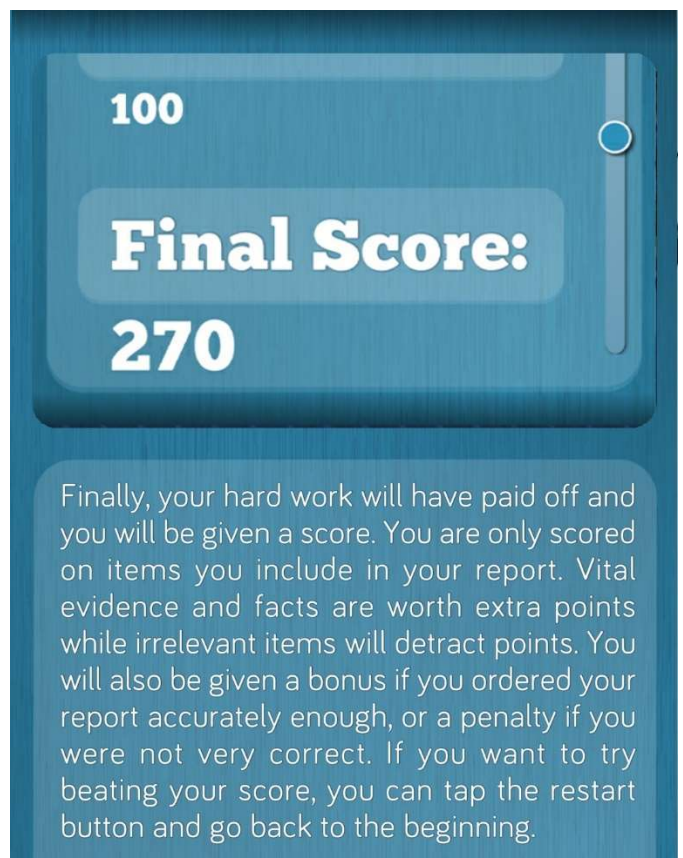 100
Final Score:
270
Finally, your hard work will have paid off and
you will be given a score. You are only scored
on items you include in your report. Vital
evidence and facts are worth extra points
while irrelevant items will detract points. You
will also be given a bonus if you ordered your
report accurately enough, or a penalty if you
were not very correct. If you want to try
beating your score, you can tap the restart
button and go back to the beginning.